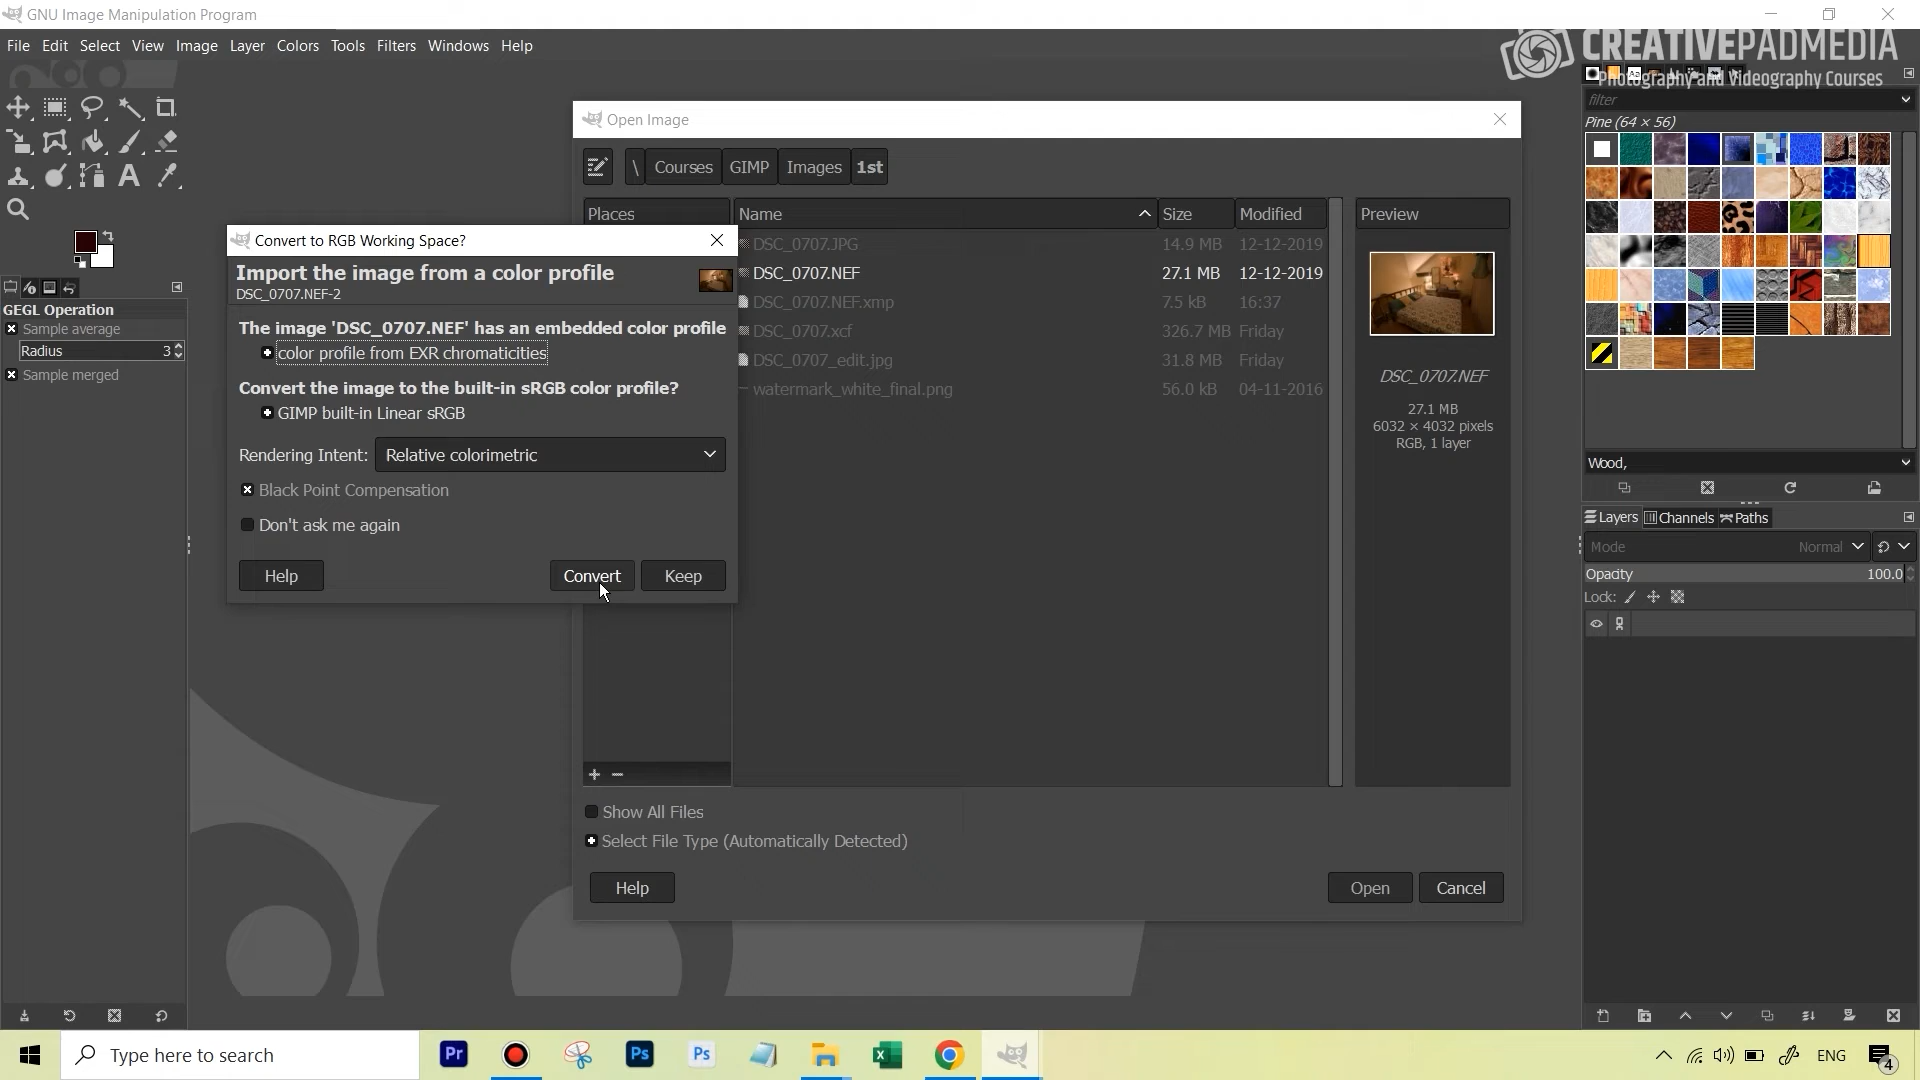 GNU Image Manipulation Program
File Edit Select View Image Layer Colors Tools Filters Windows Help
CREATIVEPADMEDIA
Photography and Videography Courses
filter
Pine (64 × 56)
Open Image
\ Courses GIMP Images 1st
Places Name Size Modified Preview
DSC_0707.JPG 14.9 MB 12-12-2019
DSC_0707.NEF 27.1 MB 12-12-2019
DSC_0707.NEF.xmp 7.5 kB 16:37
DSC_0707.xcf 326.7 MB Friday
DSC_0707_edit.jpg 31.8 MB Friday
watermark_white_final.png 56.0 kB 04-11-2016
DSC_0707.NEF
27.1 MB
6032 × 4032 pixels
RGB, 1 layer
Convert to RGB Working Space?
Import the image from a color profile
DSC_0707.NEF-2
The image 'DSC_0707.NEF' has an embedded color profile
color profile from EXR chromaticities
Convert the image to the built-in sRGB color profile?
GIMP built-in Linear sRGB
Rendering Intent: Relative colorimetric
Black Point Compensation
Don't ask me again
Help Convert Keep
GEGL Operation
Sample average
Radius 3
Sample merged
Show All Files
Select File Type (Automatically Detected)
Help Open Cancel
Wood,
Layers Channels Paths
Mode Normal
Opacity 100.0
Lock:
Type here to search
Pr
Ps
Ps
ENG
4